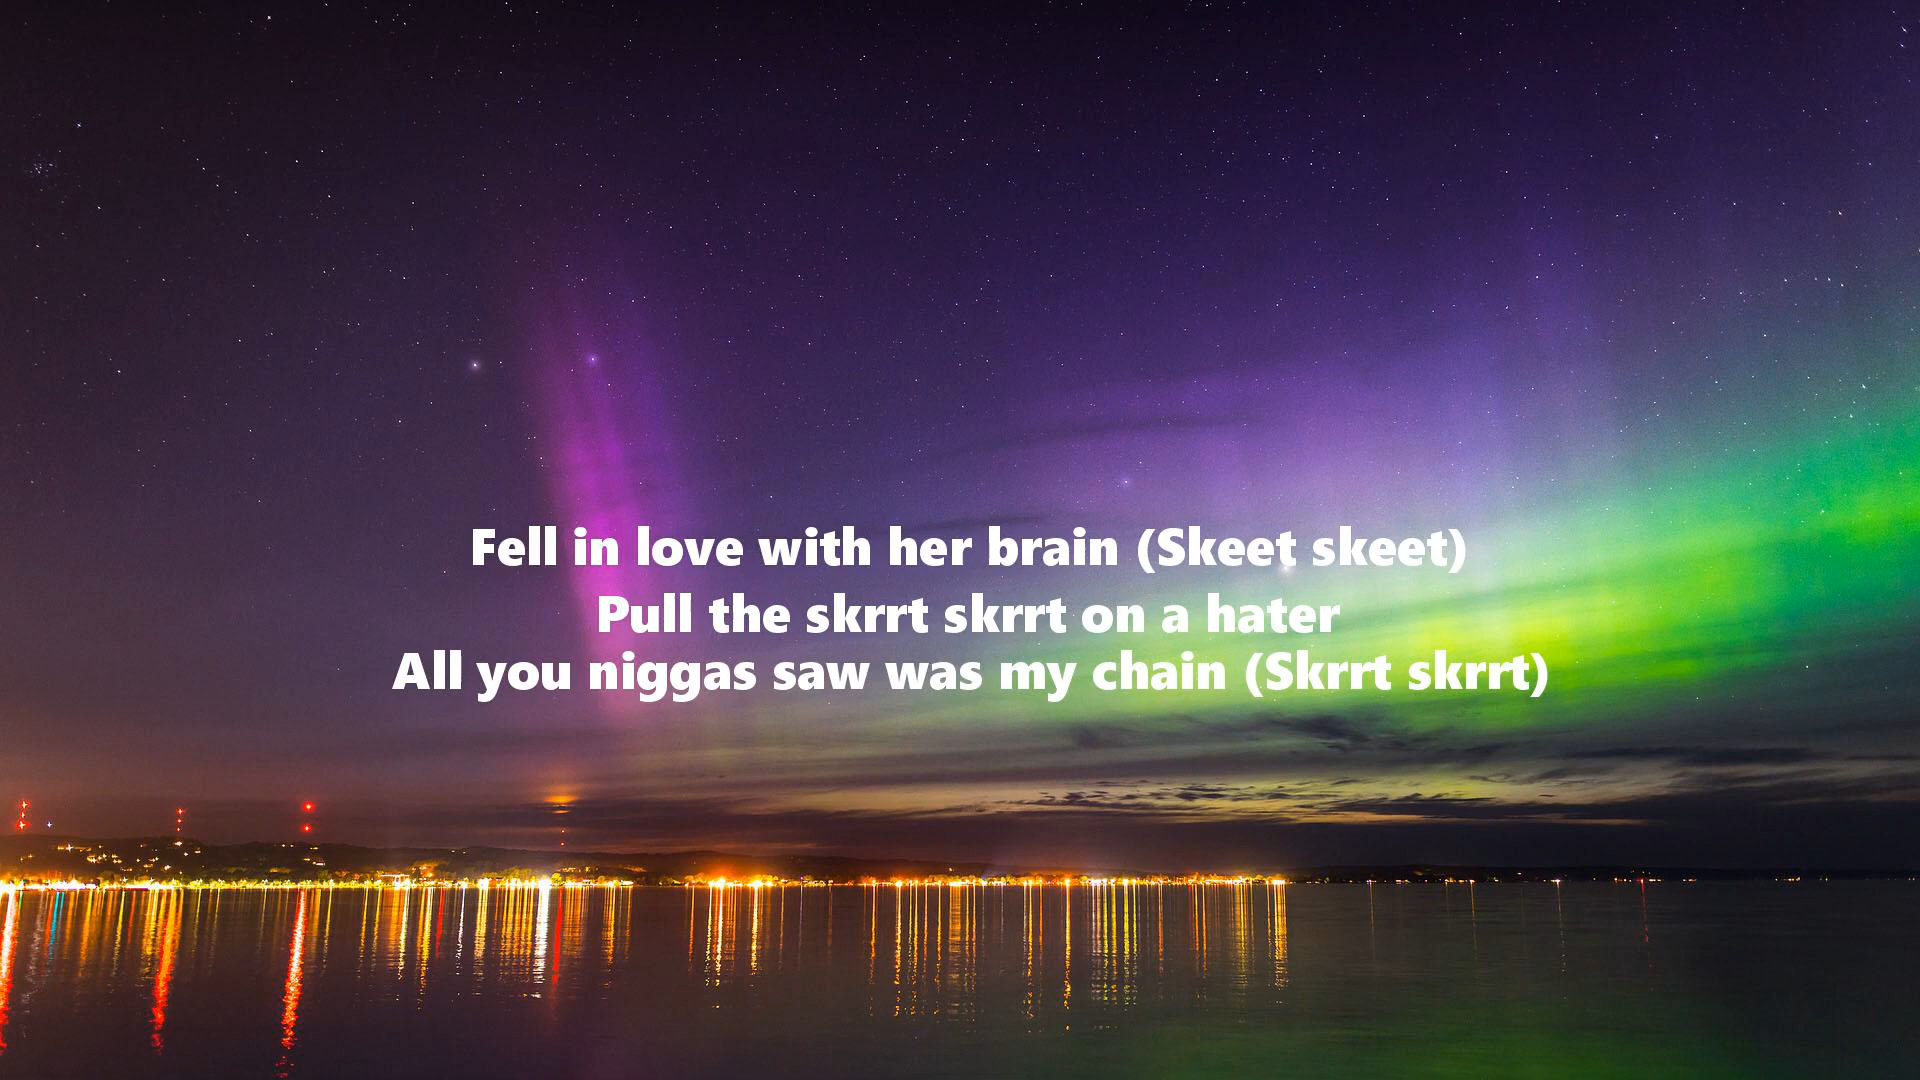 Fell in love with her brain (Skeet skeet)
Pull the skrrt skrrt on a hater
All you niggas saw was my chain (Skrrt skrrt)